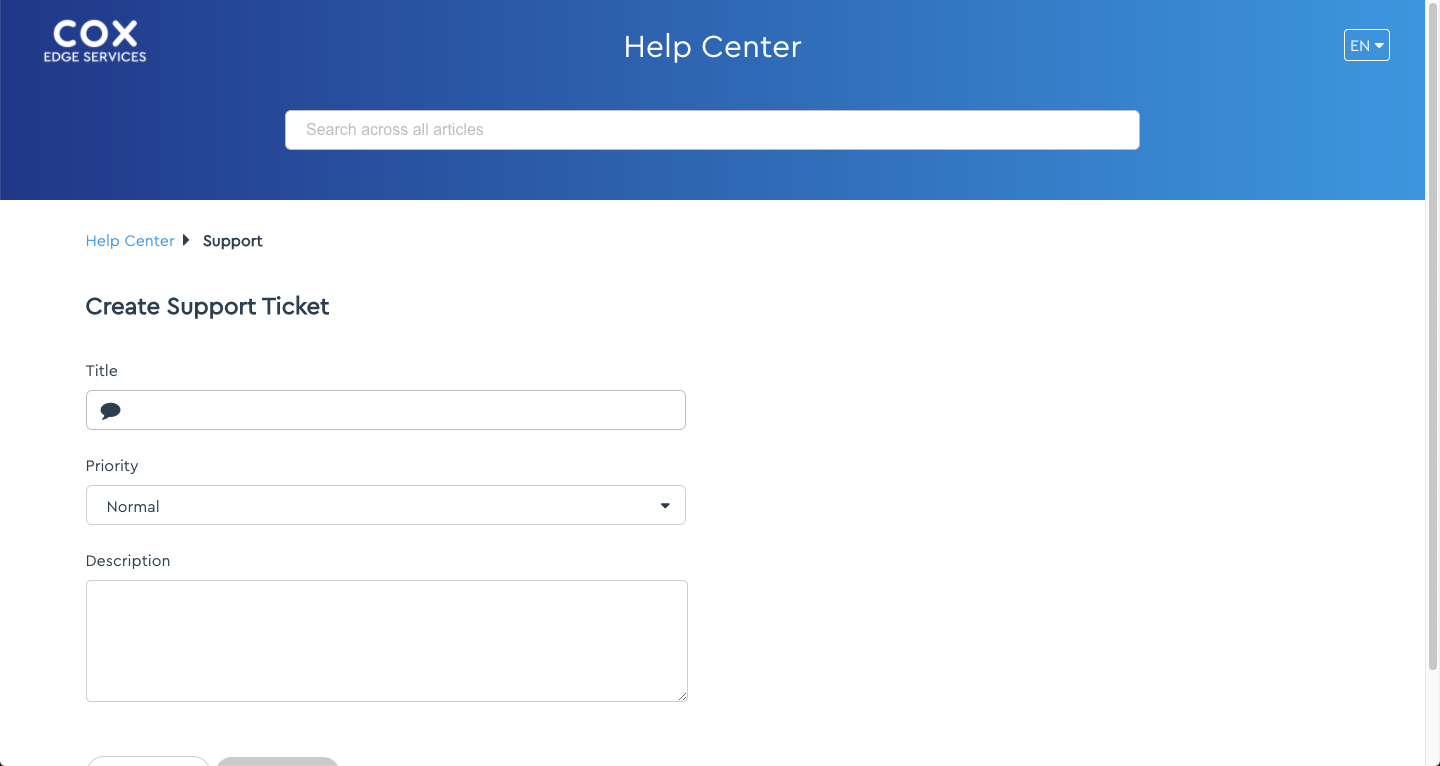 COX
EDGE SERVICES
Help Center
EN
Search across all articles
Help Center Support
Create Support Ticket
Title
Priority
Normal
Description